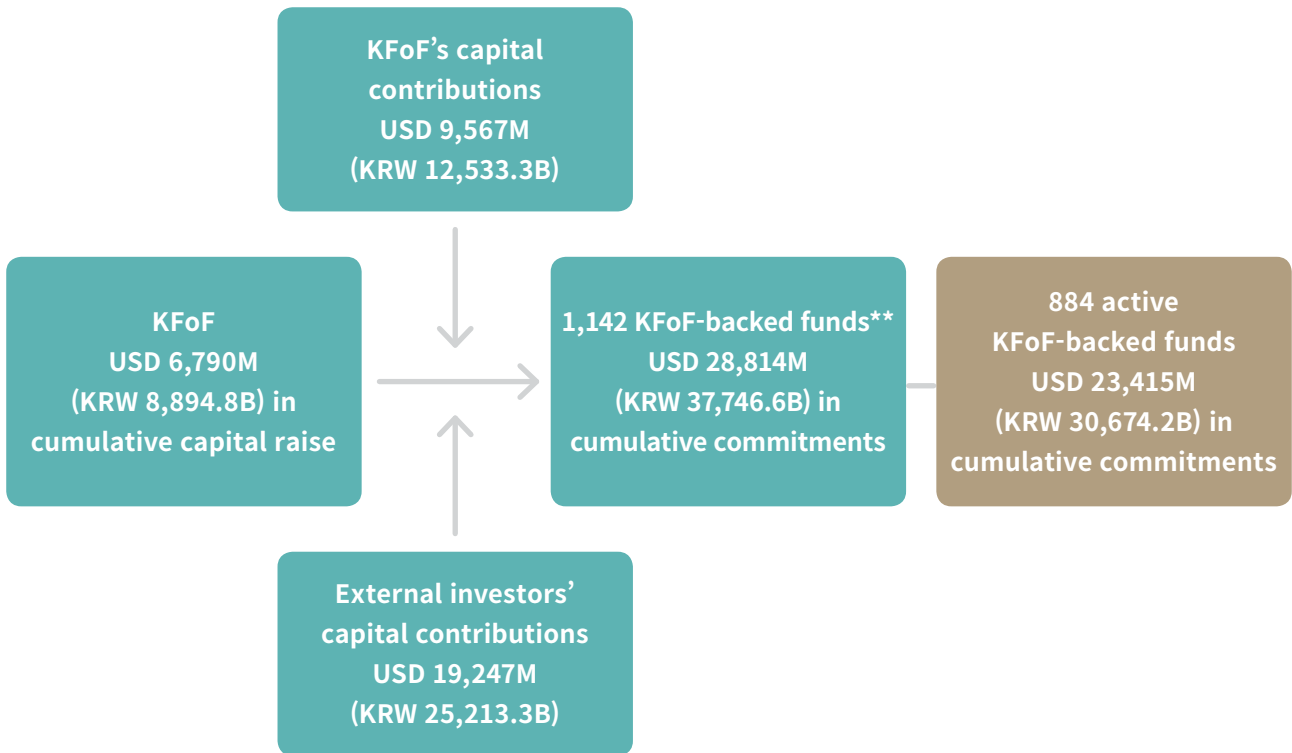 KFoF’s capital
contributions
USD 9,567M
(KRW 12,533.3B)
KFoF
USD 6,790M
(KRW 8,894.8B) in
cumulative capital raise
1,142 KFoF-backed funds**
USD 28,814M
(KRW 37,746.6B) in
cumulative commitments
884 active
KFoF-backed funds
USD 23,415M
(KRW 30,674.2B) in
cumulative commitments
External investors’
capital contributions
USD 19,247M
(KRW 25,213.3B)